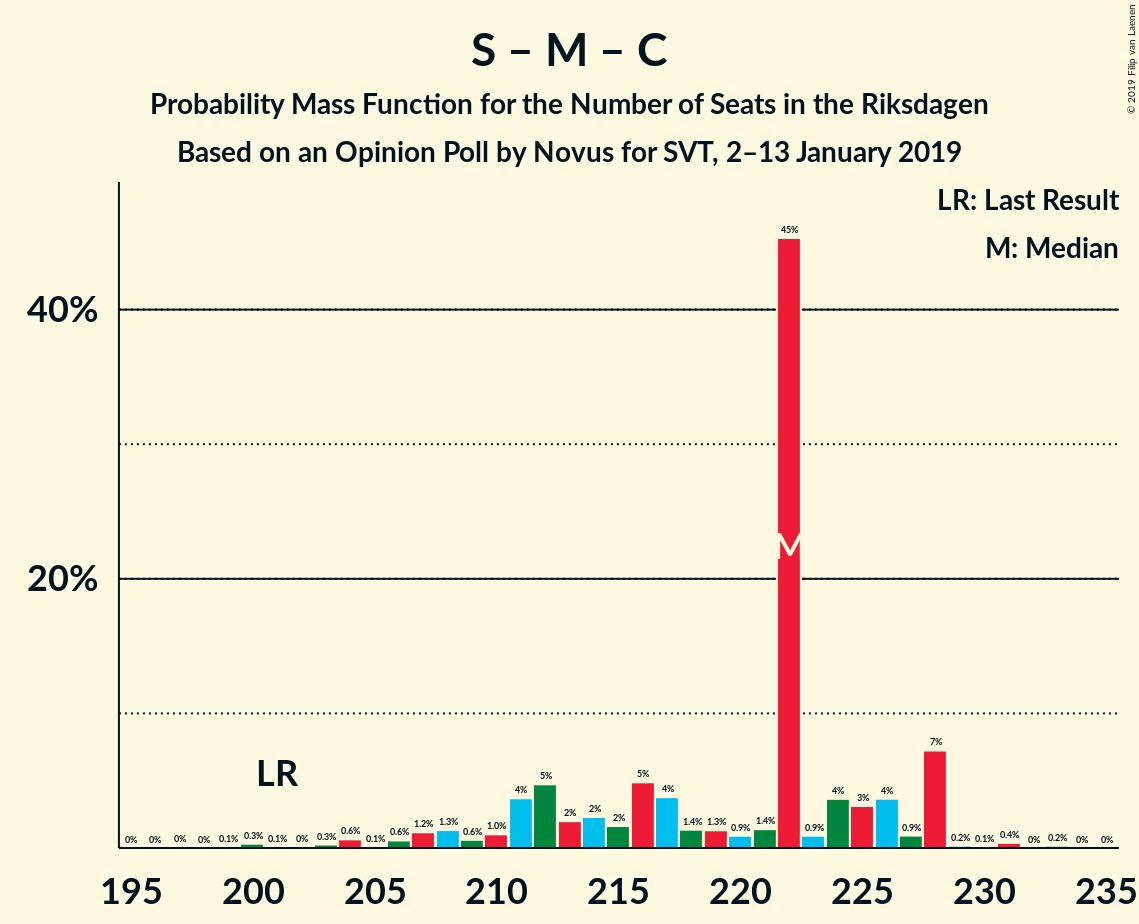 S – M – C
Probability Mass Function for the Number of Seats in the Riksdagen
Based on an Opinion Poll by Novus for SVT, 2–13 January 2019
© 2019 Filip van Laenen
LR: Last Result
M: Median
40%
20%
LR
M
0% 0% 0% 0% 0.1% 0.3% 0.1% 0% 0.3% 0.6% 0.1% 0.6% 1.2% 1.3% 0.6% 1.0% 4% 5% 2% 2% 2% 5% 4% 1.4% 1.3% 0.9% 1.4% 45% 0.9% 4% 3% 4% 0.9% 7% 0.2% 0.1% 0.4% 0% 0.2% 0% 0%
195 200 205 210 215 220 225 230 235